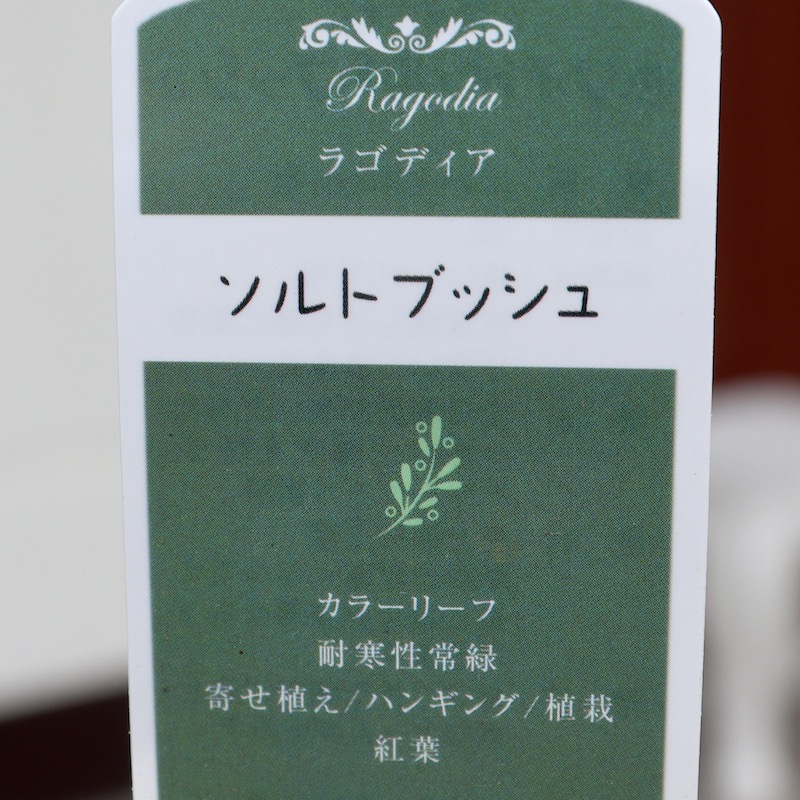 Ragodia
ラゴディア
ソルトブッシュ
カラーリーフ
耐寒性常緑
寄せ植え/ハンギング/植栽
紅葉